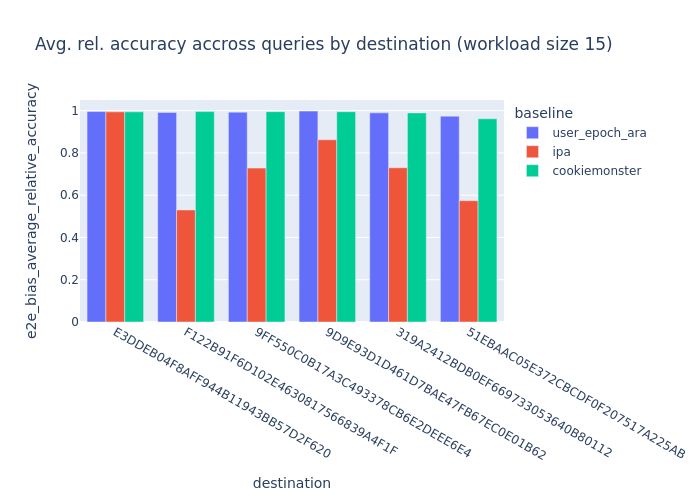 Avg. rel. accuracy accross queries by destination (workload size 15)
e2e_bias_average_relative_accuracy
1
0.8
0.6
0.4
0.2
0
baseline
user_epoch_ara
ipa
cookiemonster
E3DDEB04F8AFF944B11943BB57D2F620
F122B91F6D102E4630817566839A4F1F
9FF550C0B17A3C493378CB6E2DEEE6E4
9D9E93D1D461D7BAE47FB67EC0E01B62
319A2412BDB0EF669733053640B80112
51EBAAC05E372CBCDF0F207517A225AB
destination